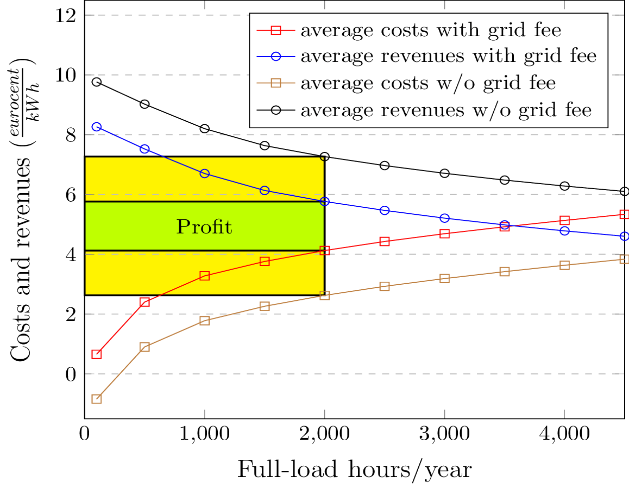 average costs with grid fee
average revenues with grid fee
average costs w/o grid fee
average revenues w/o grid fee
12
10
8
6
4
2
0
Costs and revenues (eurocent/kWh)
Profit
0 1,000 2,000 3,000 4,000
Full-load hours/year